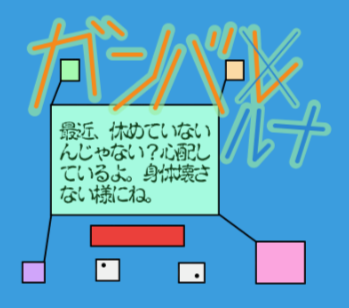 ガンバレ
ルナ
最近、休めていない
んじゃない？心配し
ているよ。身体壊さ
ない様にね。